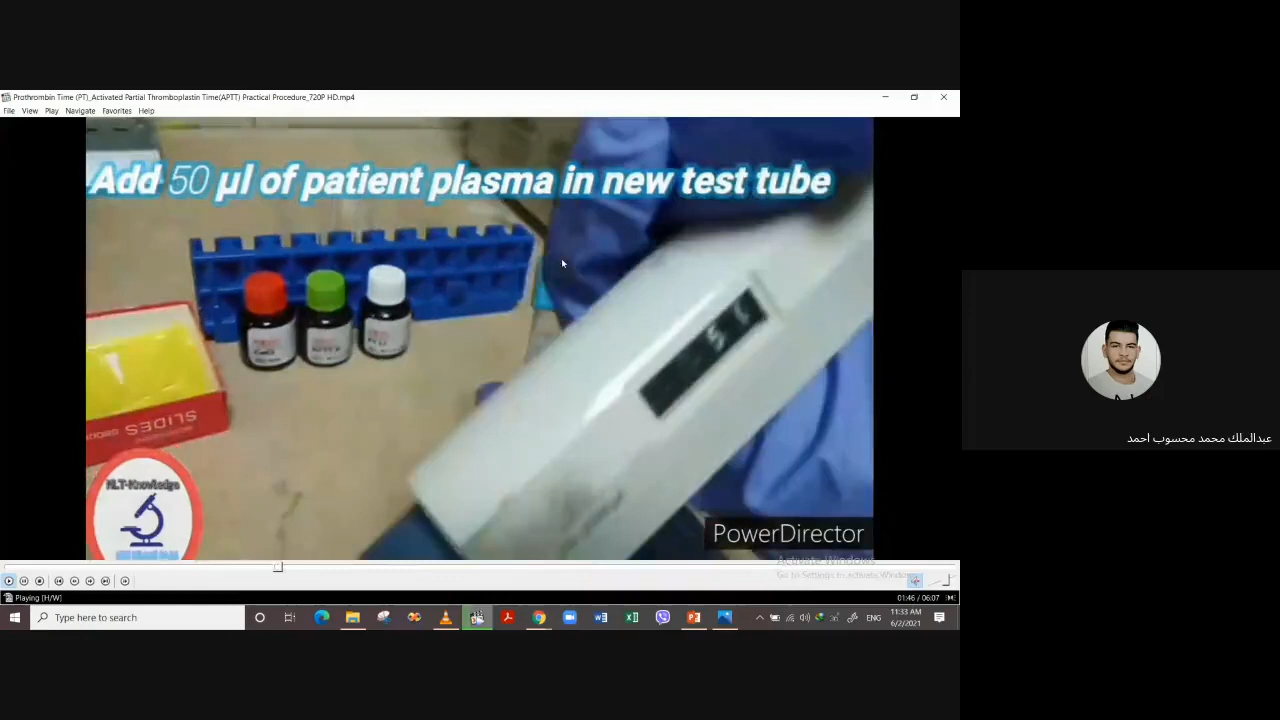 Prothrombin Time (PT)_Activated Partial Thromboplastin Time(APTT) Practical Procedure_720P HD.mp4
File View Play Navigate Favorites Help
Add 50 µl of patient plasma in new test tube
SLIDES
MLT-Knowledge
PowerDirector
Activate Windows
Go to Settings to activate Windows.
عبدالملك محمد محسوب احمد
Playing [H/W]
01:46 / 06:07
Type here to search
ENG
11:33 AM
6/2/2021